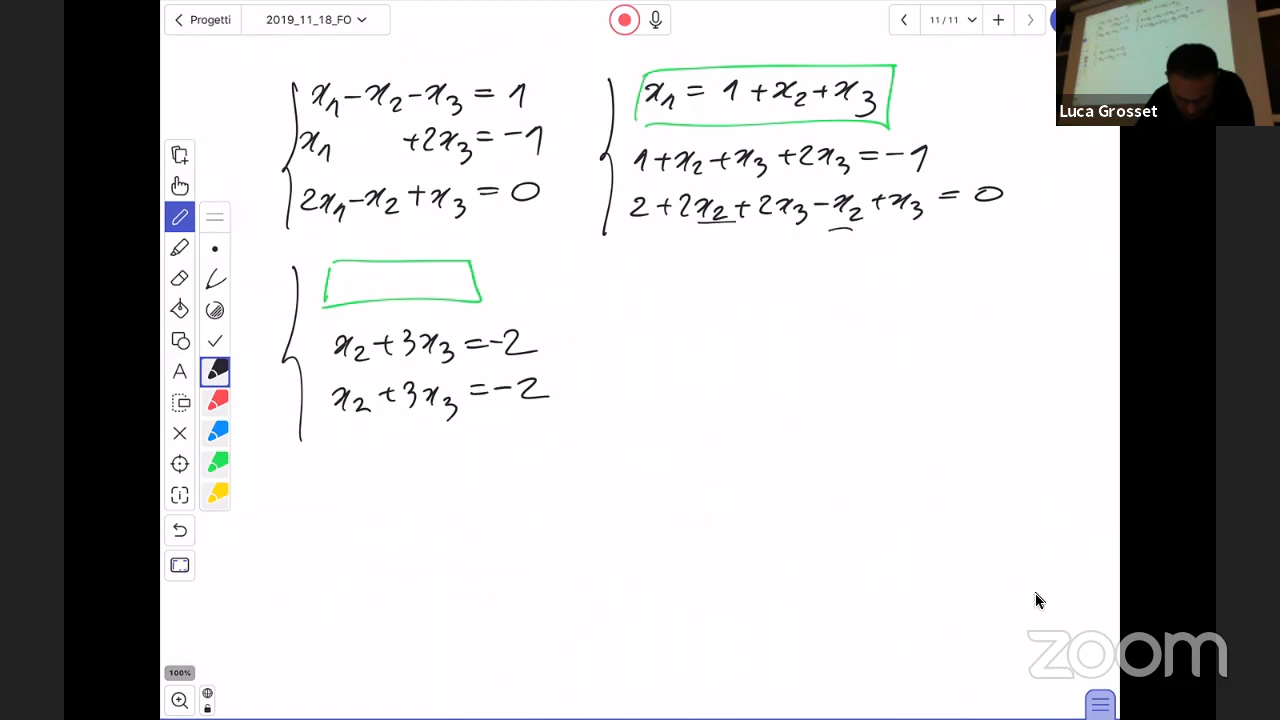 Progetti
2019_11_18_FO
11/11
Luca Grosset
x₁-x₂-x₃ = 1
x₁ +2x₃ = -1
2x₁-x₂+x₃ = 0
x₁ = 1+x₂+x₃
1+x₂+x₃+2x₃ = -1
2+2x₂+2x₃-x₂+x₃ = 0
x₂+3x₃ = -2
x₂+3x₃ = -2
A
100%
zoom